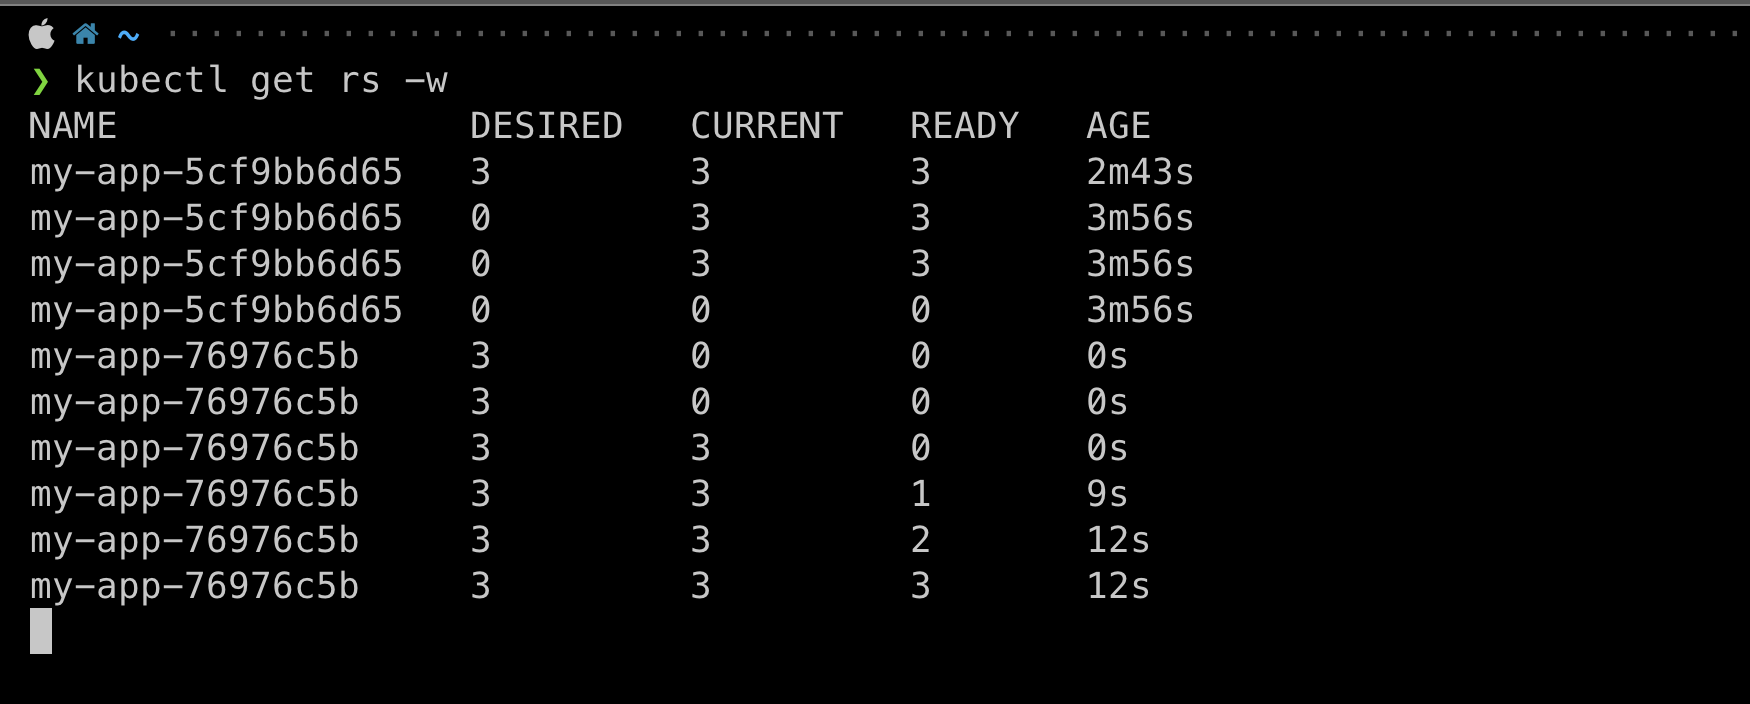 ~
❯ kubectl get rs -w
NAME DESIRED CURRENT READY AGE
my-app-5cf9bb6d65 3 3 3 2m43s
my-app-5cf9bb6d65 0 3 3 3m56s
my-app-5cf9bb6d65 0 3 3 3m56s
my-app-5cf9bb6d65 0 0 0 3m56s
my-app-76976c5b 3 0 0 0s
my-app-76976c5b 3 0 0 0s
my-app-76976c5b 3 3 0 0s
my-app-76976c5b 3 3 1 9s
my-app-76976c5b 3 3 2 12s
my-app-76976c5b 3 3 3 12s